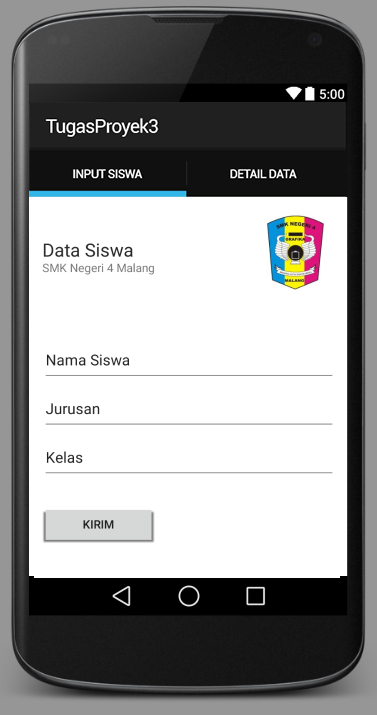 5:00
TugasProyek3
INPUT SISWA
DETAIL DATA
SMK NEGERI 4
GRAFIKA
MALANG
Data Siswa
SMK Negeri 4 Malang
Nama Siswa
Jurusan
Kelas
KIRIM